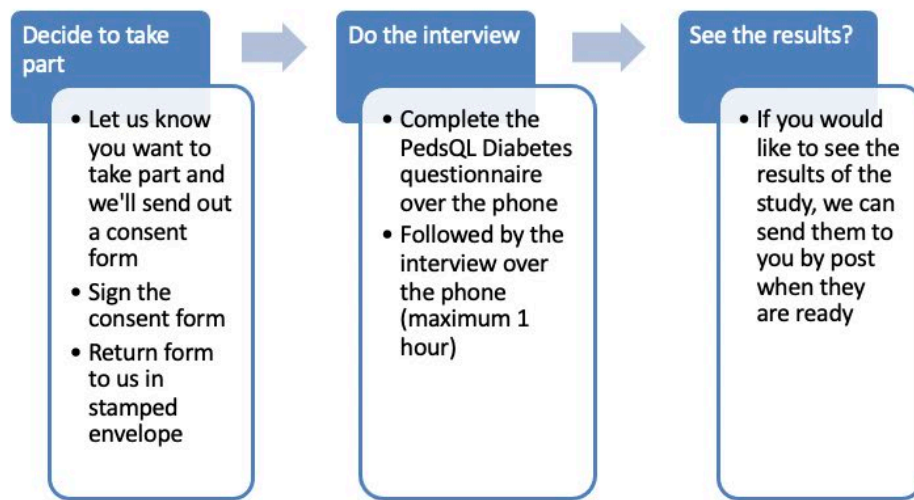 Decide to take
part
• Let us know
you want to
take part and
we'll send out
a consent
form
• Sign the
consent form
• Return form
to us in
stamped
envelope
Do the interview
• Complete the
PedsQL Diabetes
questionnaire
over the phone
• Followed by the
interview over
the phone
(maximum 1
hour)
See the results?
• If you would
like to see the
results of the
study, we can
send them to
you by post
when they
are ready